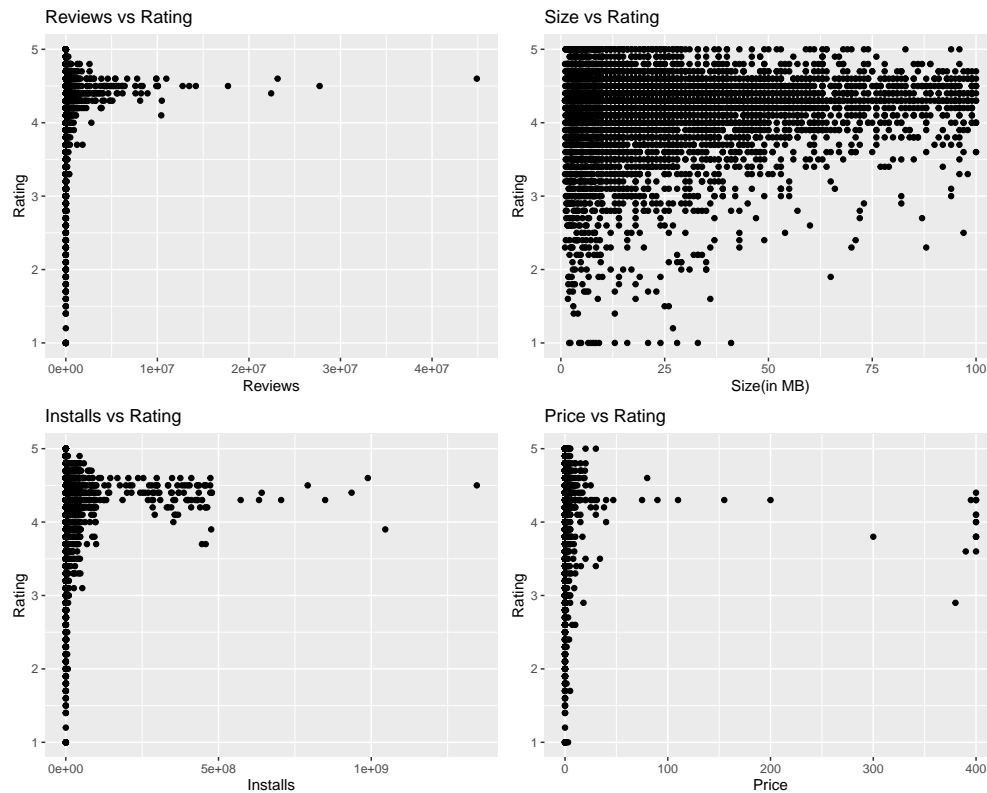 Reviews vs Rating
5
4
3
2
1
Rating
0e+00 1e+07 2e+07 3e+07 4e+07
Reviews
Size vs Rating
5
4
3
2
1
Rating
0 25 50 75 100
Size(in MB)
Installs vs Rating
5
4
3
2
1
Rating
0e+00 5e+08 1e+09
Installs
Price vs Rating
5
4
3
2
1
Rating
0 100 200 300 400
Price